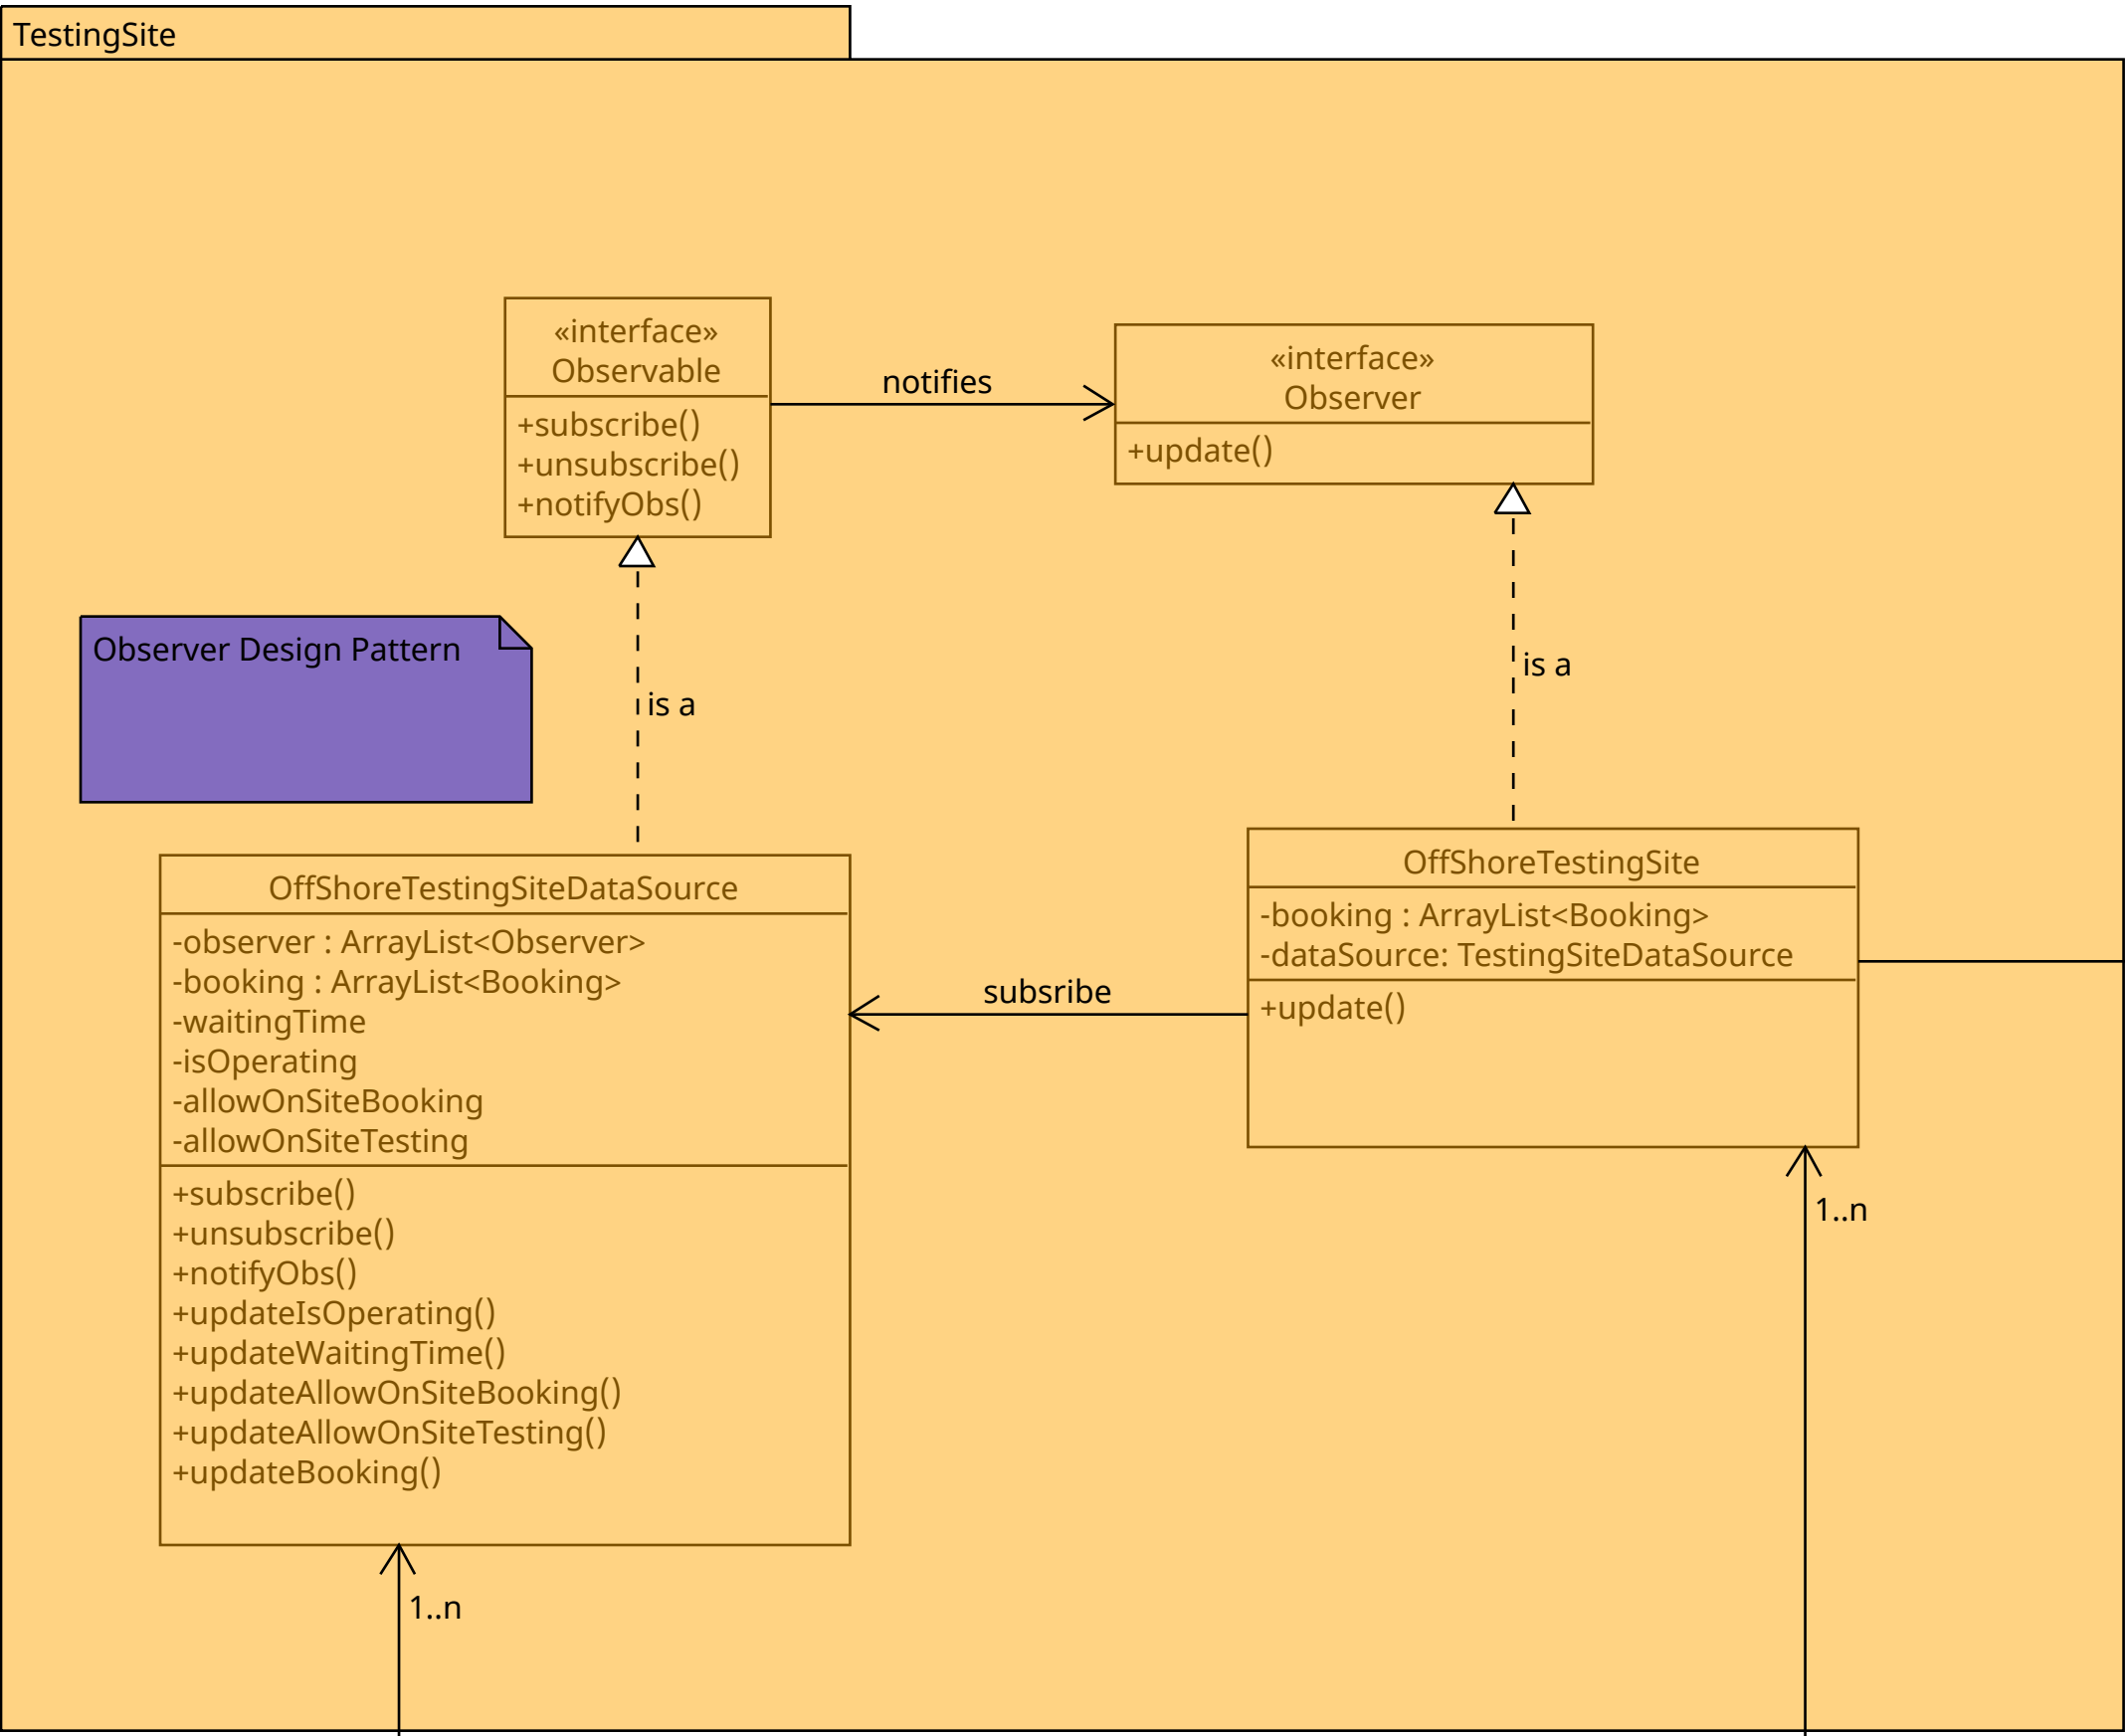 TestingSite
«interface»
Observable
+subscribe()
+unsubscribe()
+notifyObs()
notifies
«interface»
Observer
+update()
Observer Design Pattern
is a
is a
OffShoreTestingSiteDataSource
-observer : ArrayList<Observer>
-booking : ArrayList<Booking>
-waitingTime
-isOperating
-allowOnSiteBooking
-allowOnSiteTesting
+subscribe()
+unsubscribe()
+notifyObs()
+updateIsOperating()
+updateWaitingTime()
+updateAllowOnSiteBooking()
+updateAllowOnSiteTesting()
+updateBooking()
subsribe
OffShoreTestingSite
-booking : ArrayList<Booking>
-dataSource: TestingSiteDataSource
+update()
1..n
1..n